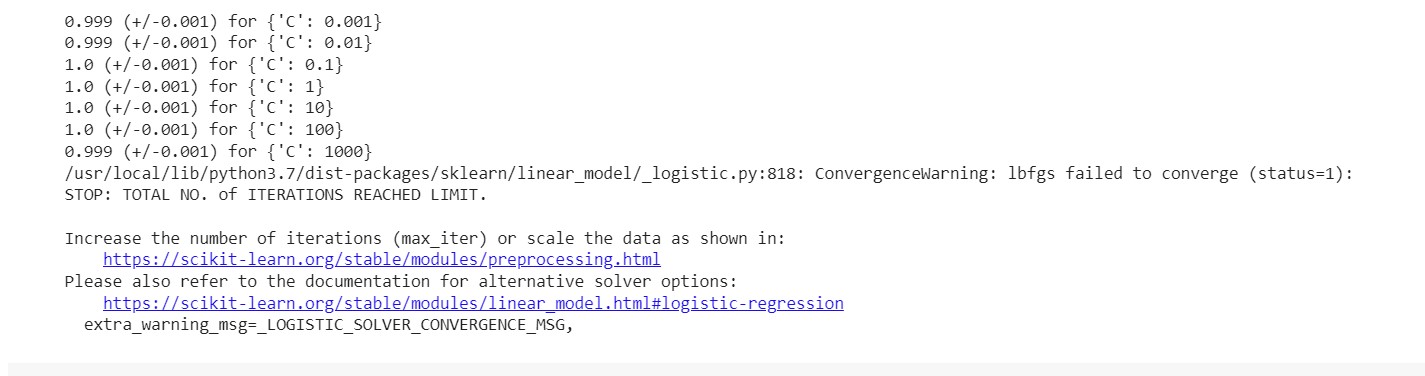 0.999 (+/-0.001) for {'C': 0.001}
0.999 (+/-0.001) for {'C': 0.01}
1.0 (+/-0.001) for {'C': 0.1}
1.0 (+/-0.001) for {'C': 1}
1.0 (+/-0.001) for {'C': 10}
1.0 (+/-0.001) for {'C': 100}
0.999 (+/-0.001) for {'C': 1000}
/usr/local/lib/python3.7/dist-packages/sklearn/linear_model/_logistic.py:818: ConvergenceWarning: lbfgs failed to converge (status=1):
STOP: TOTAL NO. of ITERATIONS REACHED LIMIT.
Increase the number of iterations (max_iter) or scale the data as shown in:
https://scikit-learn.org/stable/modules/preprocessing.html
Please also refer to the documentation for alternative solver options:
https://scikit-learn.org/stable/modules/linear_model.html#logistic-regression
extra_warning_msg=_LOGISTIC_SOLVER_CONVERGENCE_MSG,